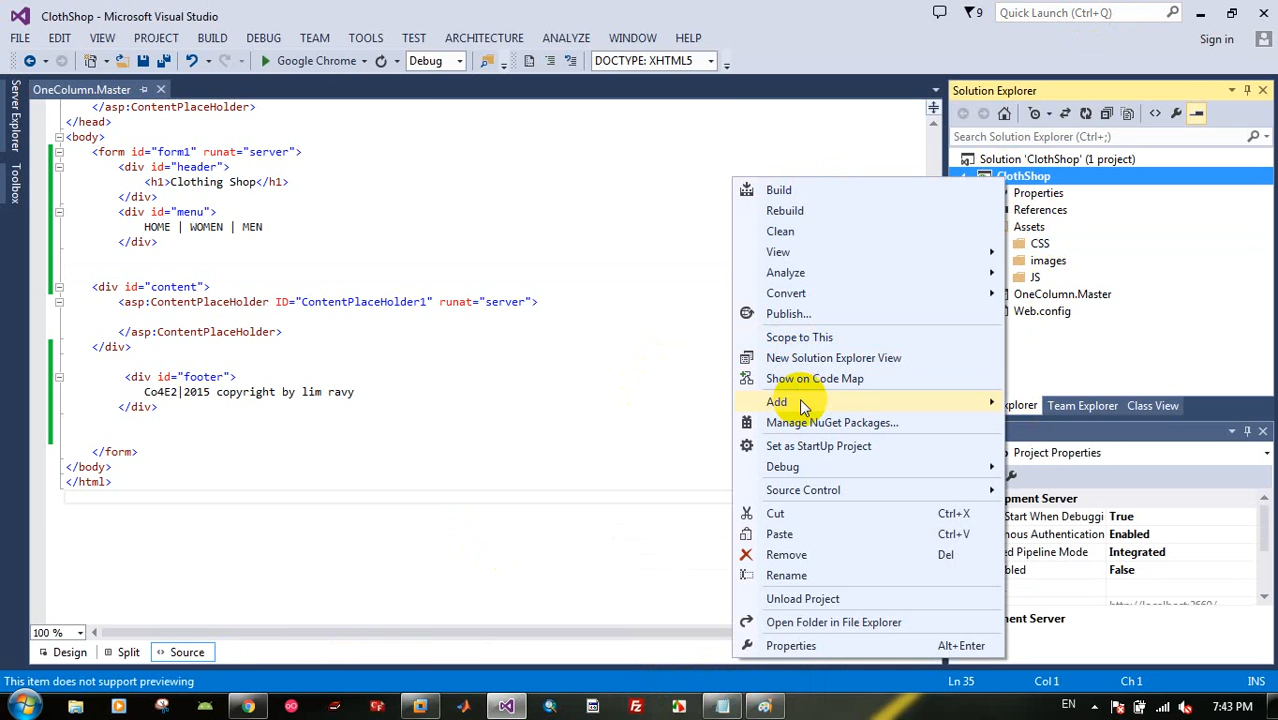 ClothShop - Microsoft Visual Studio
9
Quick Launch (Ctrl+Q)
FILE EDIT VIEW PROJECT BUILD DEBUG TEAM TOOLS TEST ARCHITECTURE ANALYZE WINDOW HELP
Sign in
Google Chrome Debug DOCTYPE: XHTML5
Server Explorer
Toolbox
OneColumn.Master
</asp:ContentPlaceHolder>
</head>
<body>
<form id="form1" runat="server">
<div id="header">
<h1>Clothing Shop</h1>
</div>
<div id="menu">
HOME | WOMEN | MEN
</div>
<div id="content">
<asp:ContentPlaceHolder ID="ContentPlaceHolder1" runat="server">
</asp:ContentPlaceHolder>
</div>
<div id="footer">
Co4E2|2015 copyright by lim ravy
</div>
</form>
</body>
</html>
100 %
Design Split Source
Build
Rebuild
Clean
View
Analyze
Convert
Publish...
Scope to This
New Solution Explorer View
Show on Code Map
Add
Manage NuGet Packages...
Set as StartUp Project
Debug
Source Control
Cut Ctrl+X
Paste Ctrl+V
Remove Del
Rename
Unload Project
Open Folder in File Explorer
Properties Alt+Enter
Solution Explorer
Search Solution Explorer (Ctrl+;)
Solution 'ClothShop' (1 project)
ClothShop
Properties
References
Assets
CSS
images
JS
OneColumn.Master
Web.config
Team Explorer Class View
Project Properties
True
Enabled
Integrated
False
This item does not support previewing
Ln 35 Col 1 Ch 1 INS
EN 7:43 PM